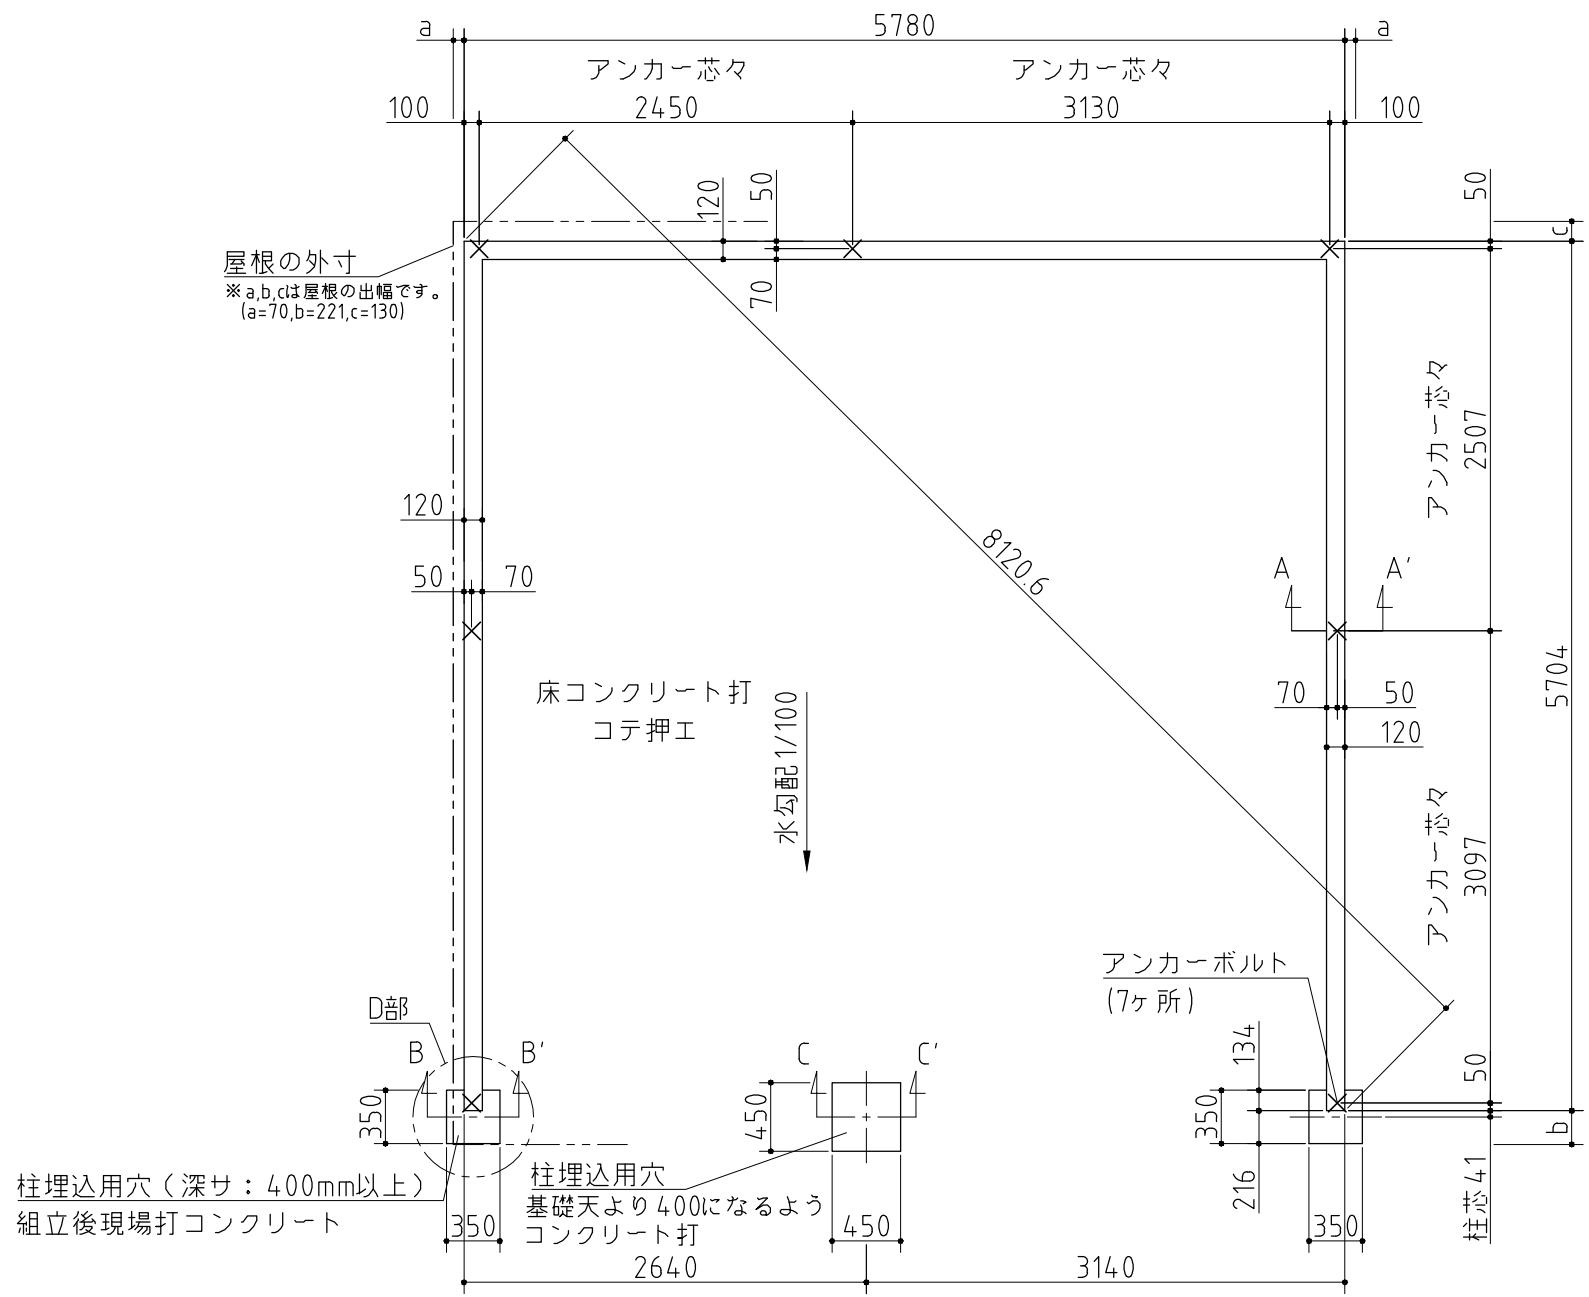 a
5780
a
アンカー芯々
アンカー芯々
100
2450
3130
100
120
50
50
c
屋根の外寸
※a,b,cは屋根の出幅です。
(a=70,b=221,c=130)
70
アンカー芯々
2507
120
8120.6
50
70
A
A'
5704
床コンクリート打
コテ押エ
水勾配1/100
70
50
120
アンカー芯々
3097
アンカーボルト
(7ヶ所)
D部
B
B'
C
C'
134
50
350
450
350
b
柱埋込用穴(深サ:400mm以上)
組立後現場打コンクリート
柱埋込用穴
基礎天より400になるよう
コンクリート打
216
柱芯41
350
450
350
2640
3140